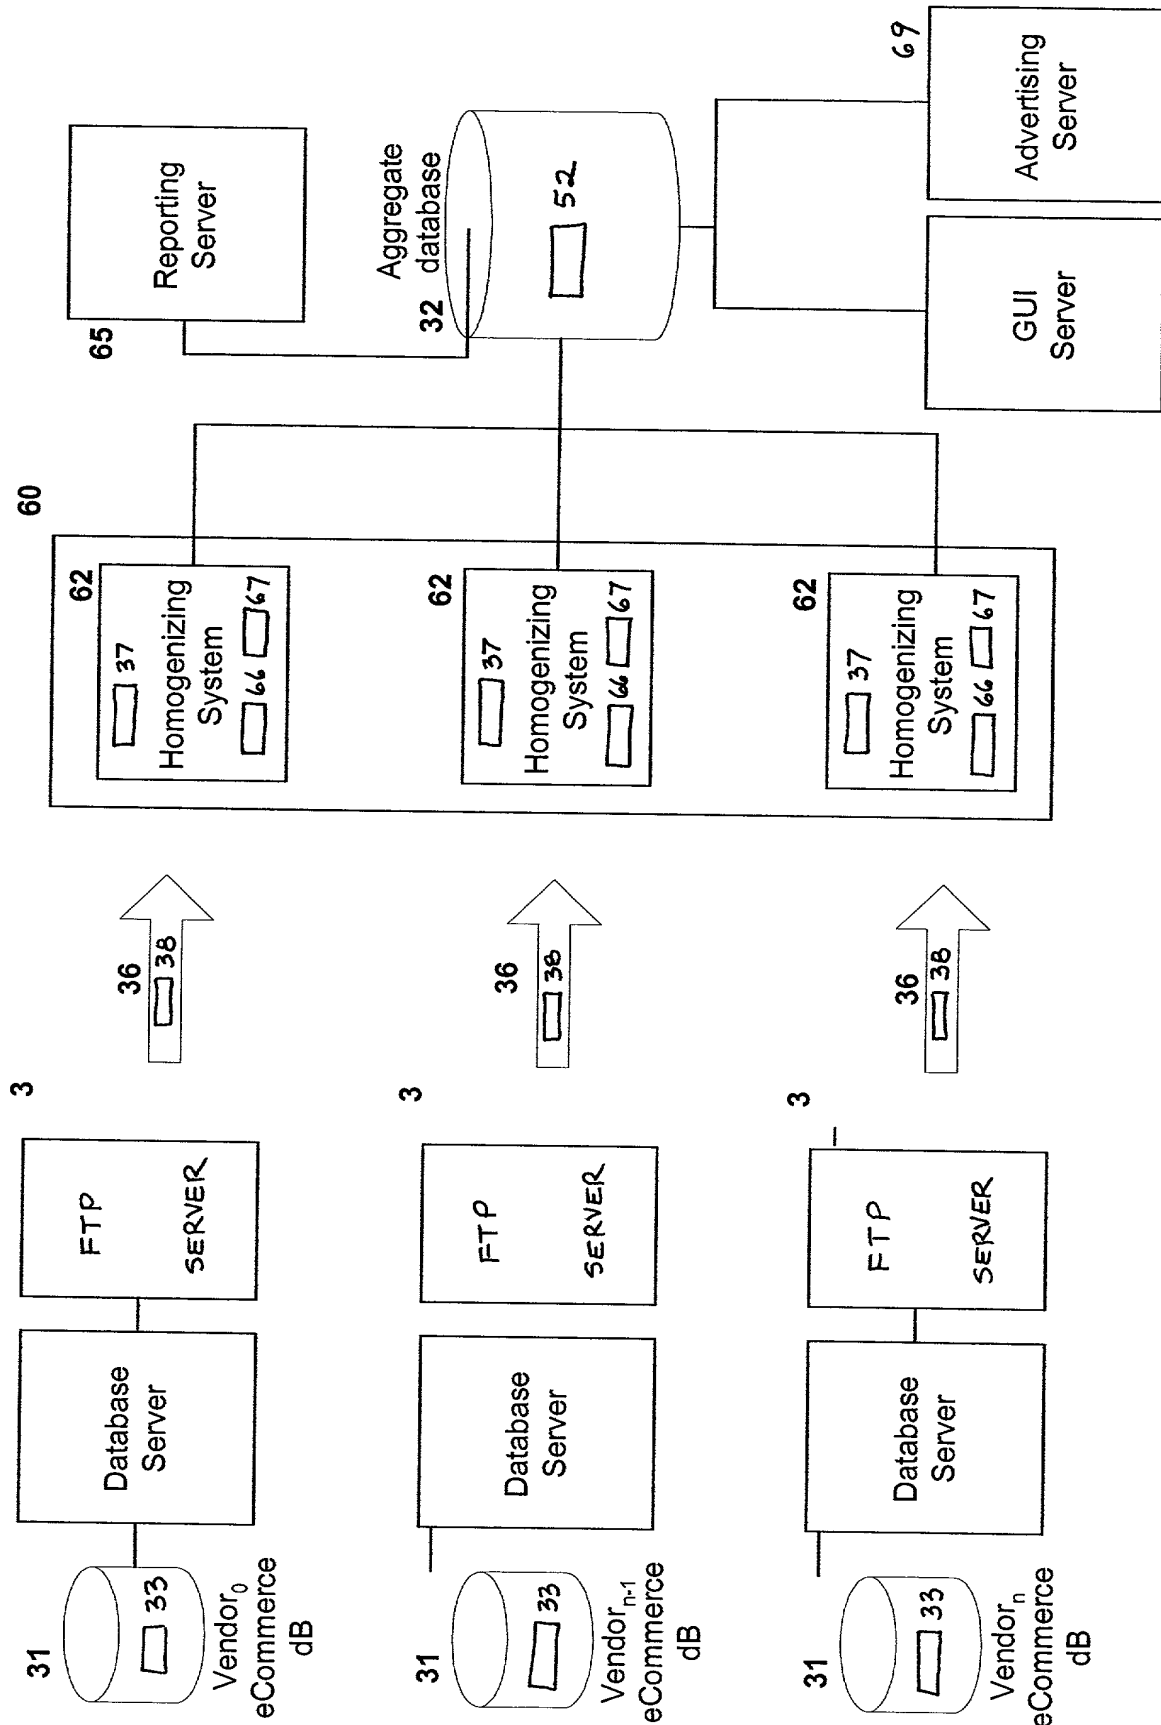 31
33
Vendor0
eCommerce
dB
Database
Server
FTP
SERVER
3
36
38
31
33
Vendorn-1
eCommerce
dB
Database
Server
FTP
SERVER
3
36
38
31
33
Vendorn
eCommerce
dB
Database
Server
FTP
SERVER
3
36
38
60
62
37
Homogenizing
System
66
67
62
37
Homogenizing
System
66
67
62
37
Homogenizing
System
66
67
65
Reporting
Server
32
Aggregate
database
52
GUI
Server
69
Advertising
Server